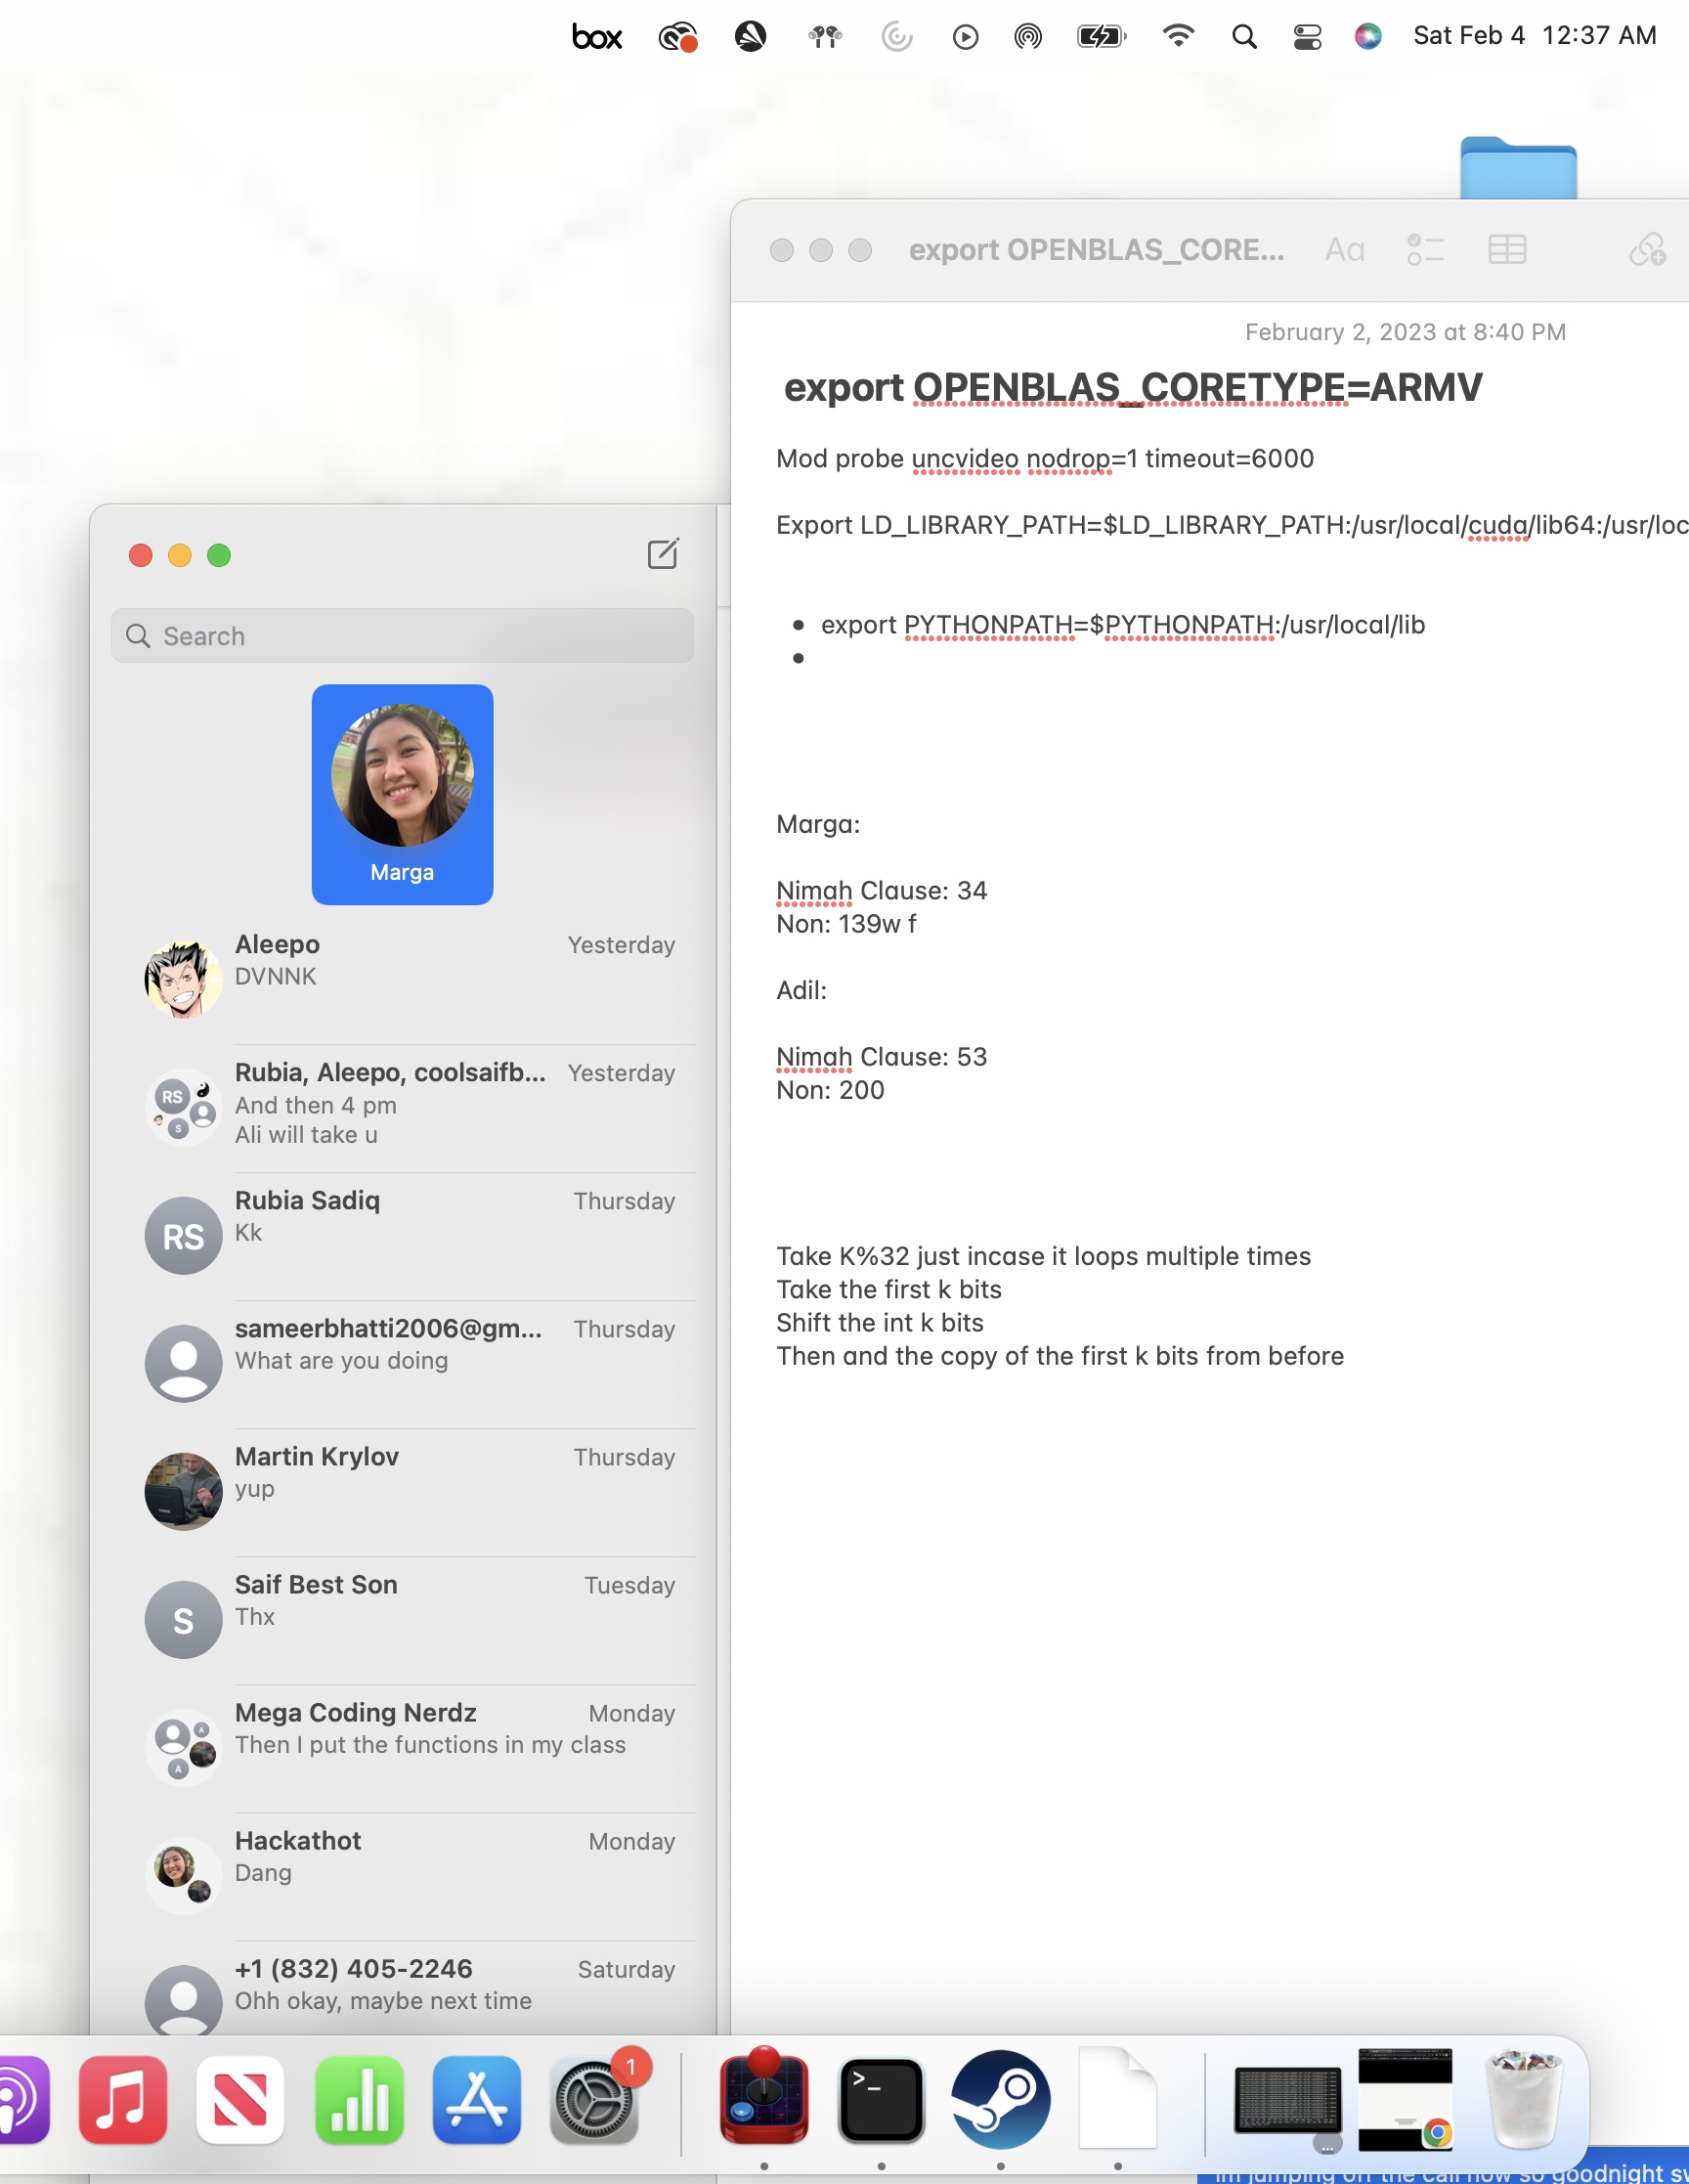 box
Sat Feb 4 12:37 AM
export OPENBLAS_CORE...
Aa
February 2, 2023 at 8:40 PM
export OPENBLAS_CORETYPE=ARMV
Mod probe uncvideo nodrop=1 timeout=6000
Export LD_LIBRARY_PATH=$LD_LIBRARY_PATH:/usr/local/cuda/lib64:/usr/loc
• export PYTHONPATH=$PYTHONPATH:/usr/local/lib
•
Marga:
Nimah Clause: 34
Non: 139w f
Adil:
Nimah Clause: 53
Non: 200
Take K%32 just incase it loops multiple times
Take the first k bits
Shift the int k bits
Then and the copy of the first k bits from before
Search
Marga
Aleepo Yesterday
DVNNK
RS
S
Rubia, Aleepo, coolsaifb... Yesterday
And then 4 pm
Ali will take u
RS
Rubia Sadiq Thursday
Kk
sameerbhatti2006@gm... Thursday
What are you doing
Martin Krylov Thursday
yup
S
Saif Best Son Tuesday
Thx
A
A
Mega Coding Nerdz Monday
Then I put the functions in my class
Hackathot Monday
Dang
+1 (832) 405-2246 Saturday
Ohh okay, maybe next time
1
>_
im jumping off the call now so goodnight